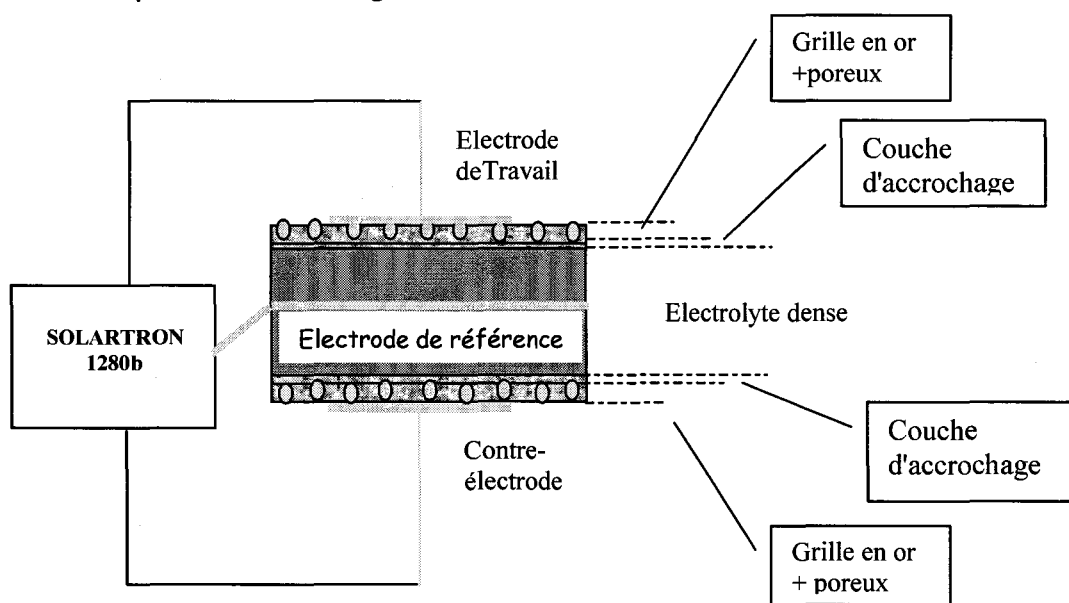 Grille en or
+poreux
Electrode
deTravail
Couche
d'accrochage
SOLARTRON
1280b
Electrode de référence
Electrolyte dense
Contre-
électrode
Couche
d'accrochage
Grille en or
+ poreux